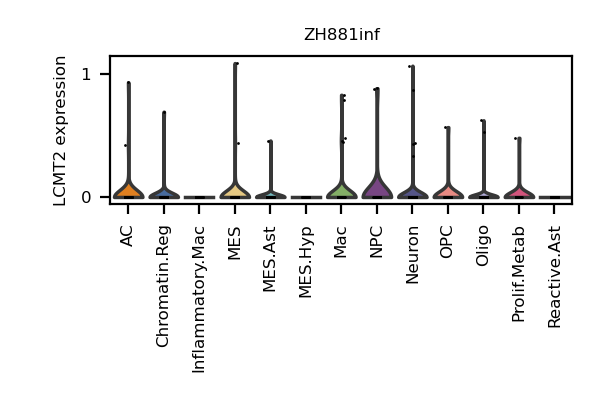 ZH881inf
LCMT2 expression
1
0
AC
Chromatin.Reg
Inflammatory.Mac
MES
MES.Ast
MES.Hyp
Mac
NPC
Neuron
OPC
Oligo
Prolif.Metab
Reactive.Ast